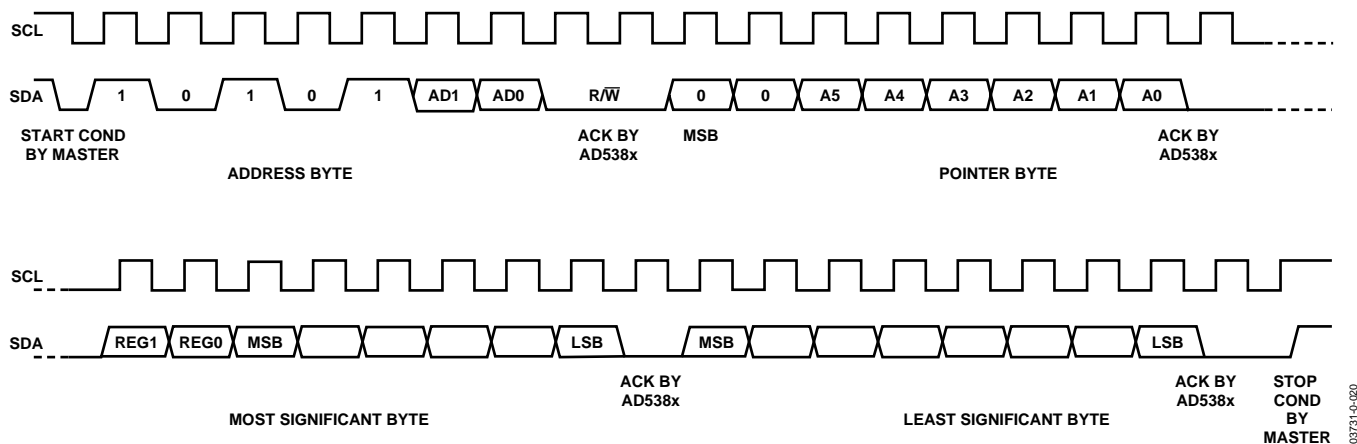 SCL
SDA 1 0 1 0 1 AD1 AD0 R/W̅ 0 0 A5 A4 A3 A2 A1 A0
START COND
BY MASTER
ACK BY
AD538x
MSB
ACK BY
AD538x
ADDRESS BYTE
POINTER BYTE
SCL
SDA REG1 REG0 MSB LSB MSB LSB
ACK BY
AD538x
ACK BY
AD538x
STOP
COND
BY
MASTER
MOST SIGNIFICANT BYTE
LEAST SIGNIFICANT BYTE
03731-0-020